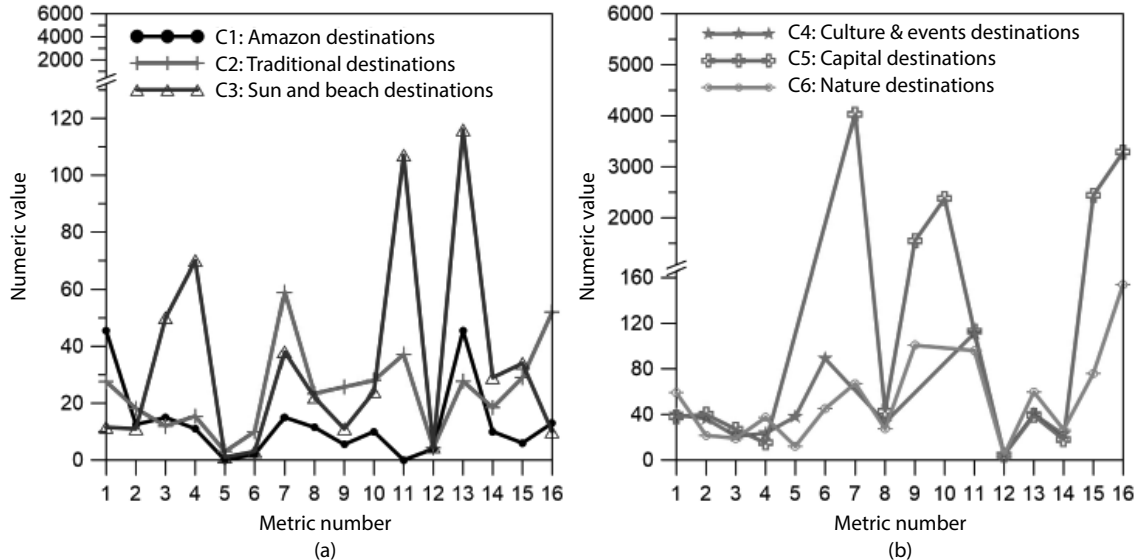 6000
4000
2000
120
100
80
60
40
20
0
Numeric value
C1: Amazon destinations
C2: Traditional destinations
C3: Sun and beach destinations
1 2 3 4 5 6 7 8 9 10 11 12 13 14 15 16
Metric number
(a)
6000
5000
4000
3000
2000
160
120
80
40
0
Numeric value
C4: Culture & events destinations
C5: Capital destinations
C6: Nature destinations
1 2 3 4 5 6 7 8 9 10 11 12 13 14 15 16
Metric number
(b)